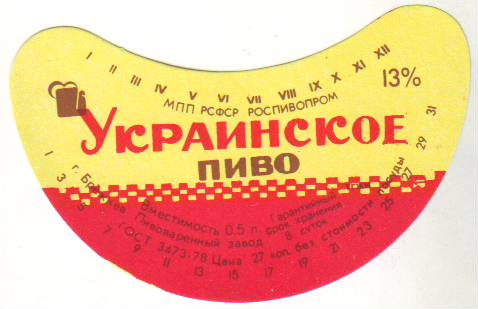 I II III IV V VI VII VIII IX X XI XII
МПП РСФСР РОСПИВОПРОМ
13%
УКРАИНСКОЕ
ПИВО
г.
Вместимость 0,5 л.
Пивоваренный завод
ГОСТ 3473-78 Цена 27 коп. без стоимости посуды
Гарантийный
срок хранения
8 суток
1 3 5 7 9 11 13 15 17 19 21 23 25 27 29 31